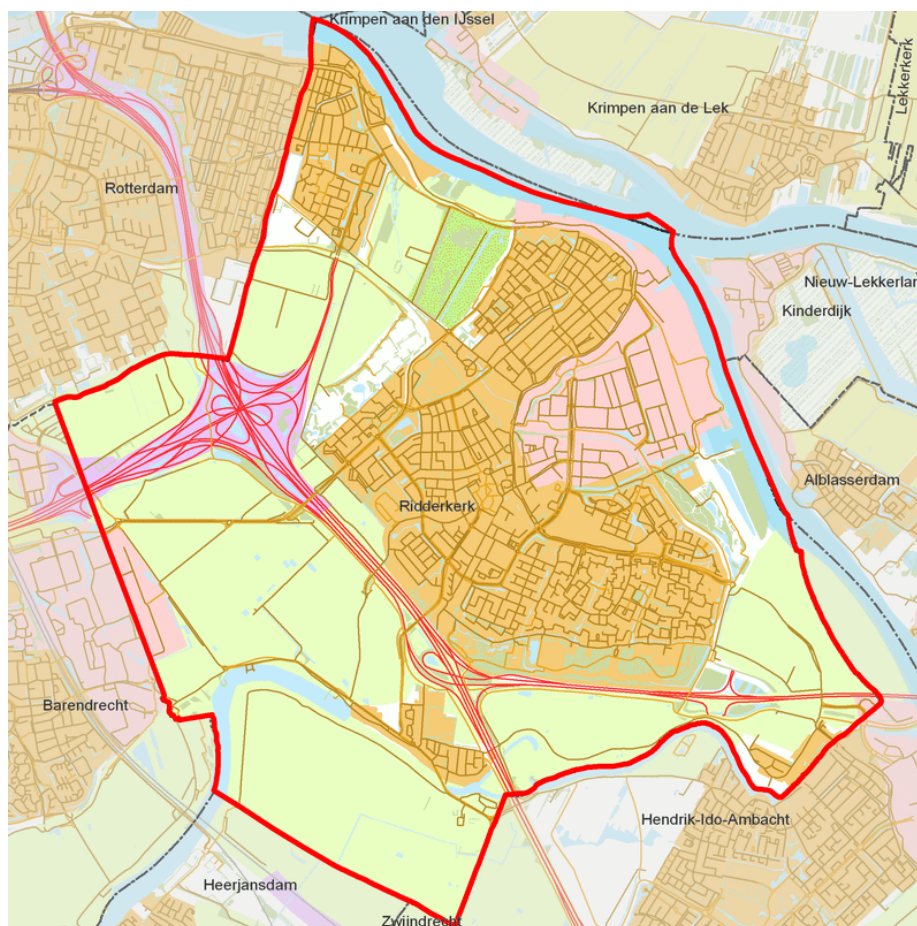 Krimpen aan den IJssel
Lekkerkerk
Krimpen aan de Lek
Rotterdam
Nieuw-Lekkerlan
Kinderdijk
Alblasserdam
Ridderkerk
Barendrecht
Hendrik-Ido-Ambacht
Heerjansdam
Zwijndrecht